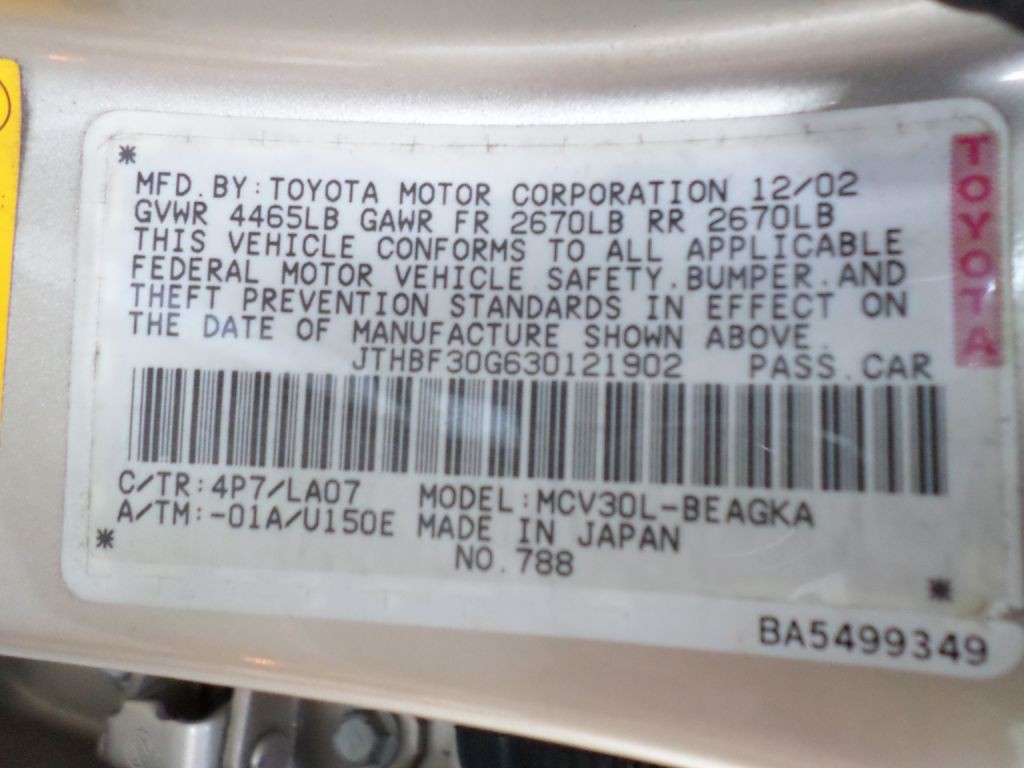 MFD. BY: TOYOTA MOTOR CORPORATION 12/02
GVWR 4465LB GAWR FR 2670LB RR 2670LB
THIS VEHICLE CONFORMS TO ALL APPLICABLE
FEDERAL MOTOR VEHICLE SAFETY. BUMPER. AND
THEFT PREVENTION STANDARDS IN EFFECT ON
THE DATE OF MANUFACTURE SHOWN ABOVE.
JTHBF30G630121902 PASS. CAR
C/TR: 4P7/LA07 MODEL: MCV30L-BEAGKA
A/TM: -01A/U150E MADE IN JAPAN
NO. 788
BA5499349
TOYOTA